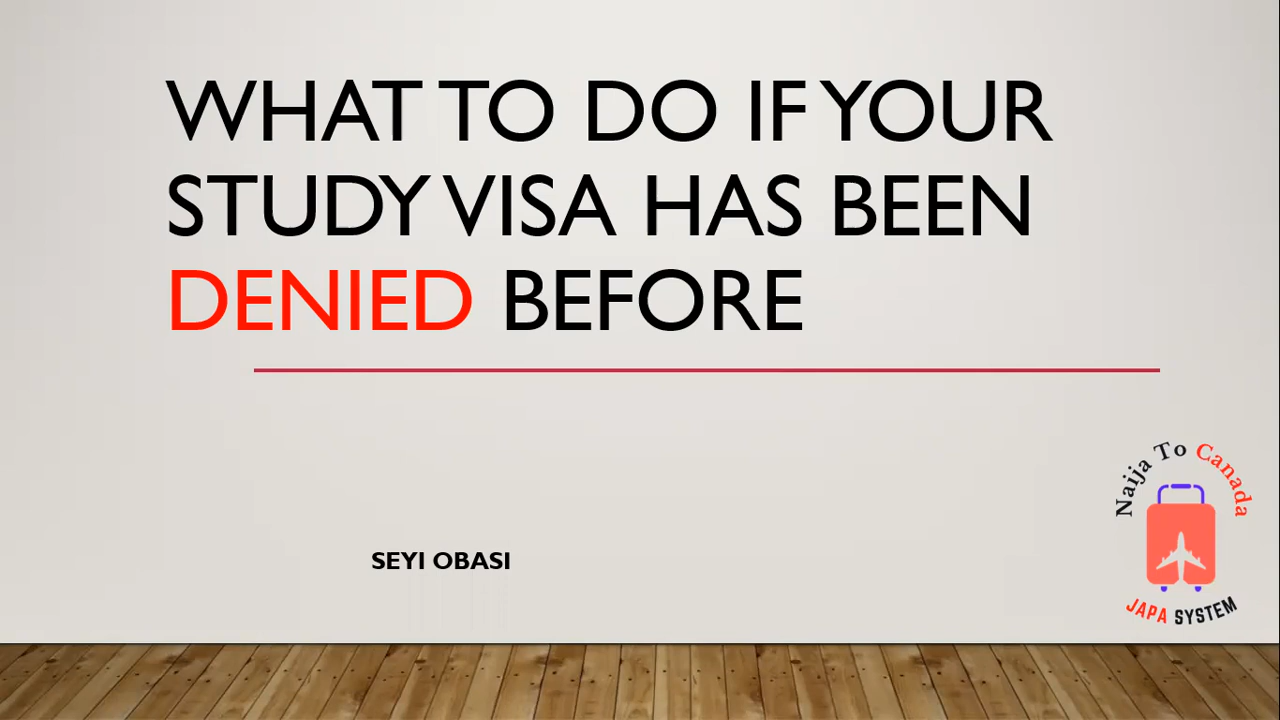 WHAT TO DO IF YOUR
STUDY VISA HAS BEEN
DENIED BEFORE
Naija To Canada
SEYI OBASI
JAPA SYSTEM